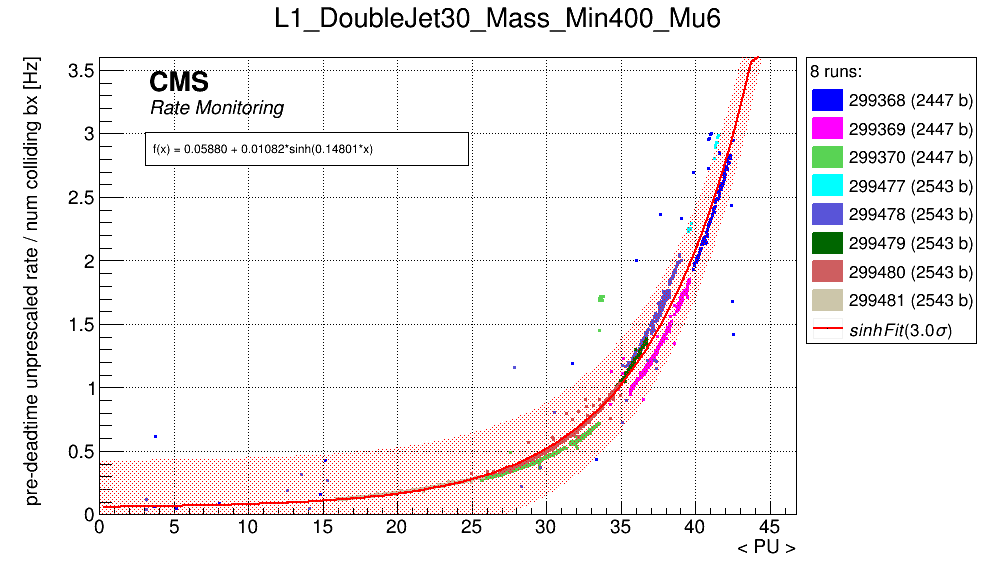 L1_DoubleJet30_Mass_Min400_Mu6
pre-deadtime unprescaled rate / num colliding bx [Hz]
3.5
3
2.5
2
1.5
1
0.5
0
CMS
Rate Monitoring
f(x) = 0.05880 + 0.01082*sinh(0.14801*x)
0 5 10 15 20 25 30 35 40 45
< PU >
8 runs:
299368 (2447 b)
299369 (2447 b)
299370 (2447 b)
299477 (2543 b)
299478 (2543 b)
299479 (2543 b)
299480 (2543 b)
299481 (2543 b)
sinhFit(3.0σ)